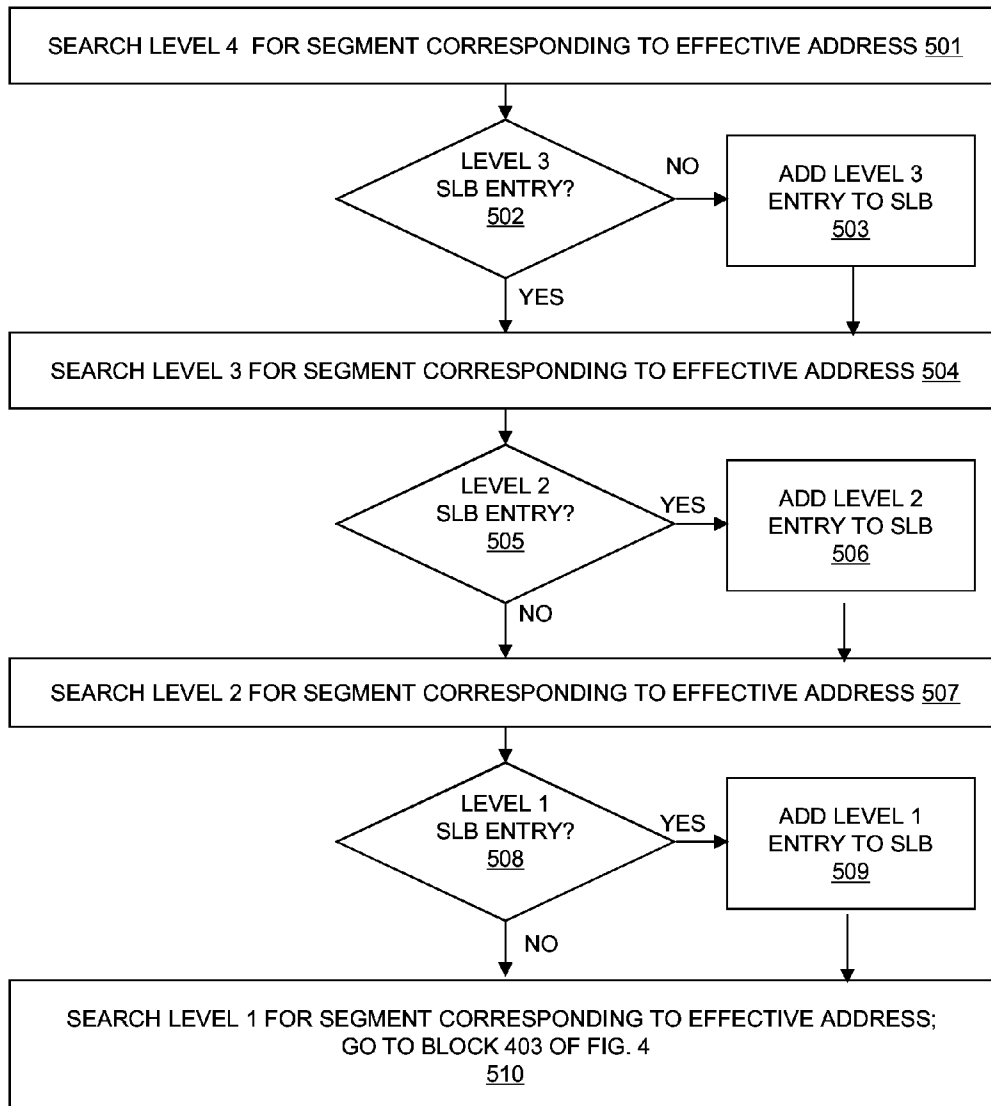 SEARCH LEVEL 4 FOR SEGMENT CORRESPONDING TO EFFECTIVE ADDRESS 501
LEVEL 3
SLB ENTRY?
502
NO
ADD LEVEL 3
ENTRY TO SLB
503
YES
SEARCH LEVEL 3 FOR SEGMENT CORRESPONDING TO EFFECTIVE ADDRESS 504
LEVEL 2
SLB ENTRY?
505
YES
ADD LEVEL 2
ENTRY TO SLB
506
NO
SEARCH LEVEL 2 FOR SEGMENT CORRESPONDING TO EFFECTIVE ADDRESS 507
LEVEL 1
SLB ENTRY?
508
YES
ADD LEVEL 1
ENTRY TO SLB
509
NO
SEARCH LEVEL 1 FOR SEGMENT CORRESPONDING TO EFFECTIVE ADDRESS;
GO TO BLOCK 403 OF FIG. 4
510